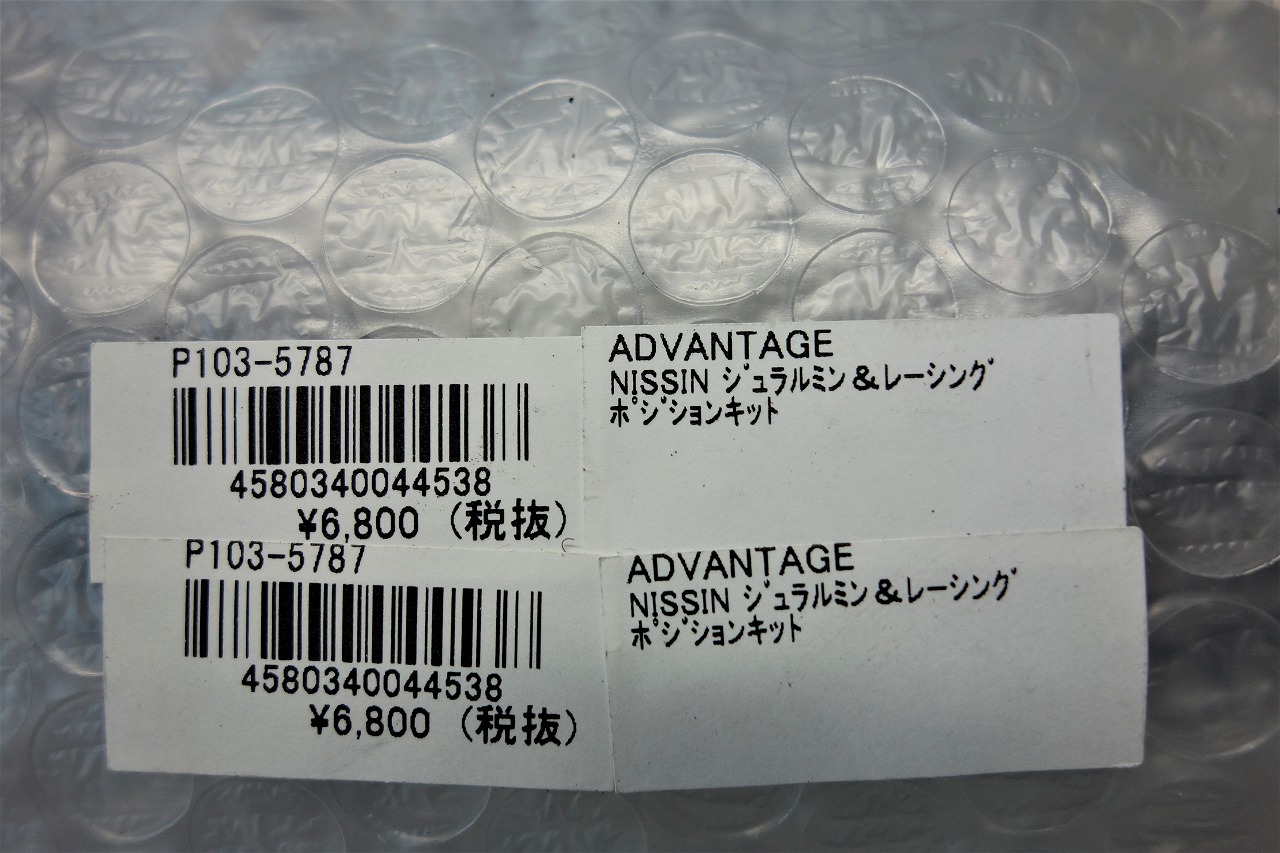 P103-5787
4580340044538
¥6,800 (税抜)
ADVANTAGE
NISSIN ｼﾞｭﾗﾙﾐﾝ&ﾚｰｼﾝｸﾞ
ﾎﾟｼﾞｼｮﾝｷｯﾄ
P103-5787
4580340044538
¥6,800 (税抜)
ADVANTAGE
NISSIN ｼﾞｭﾗﾙﾐﾝ&ﾚｰｼﾝｸﾞ
ﾎﾟｼﾞｼｮﾝｷｯﾄ